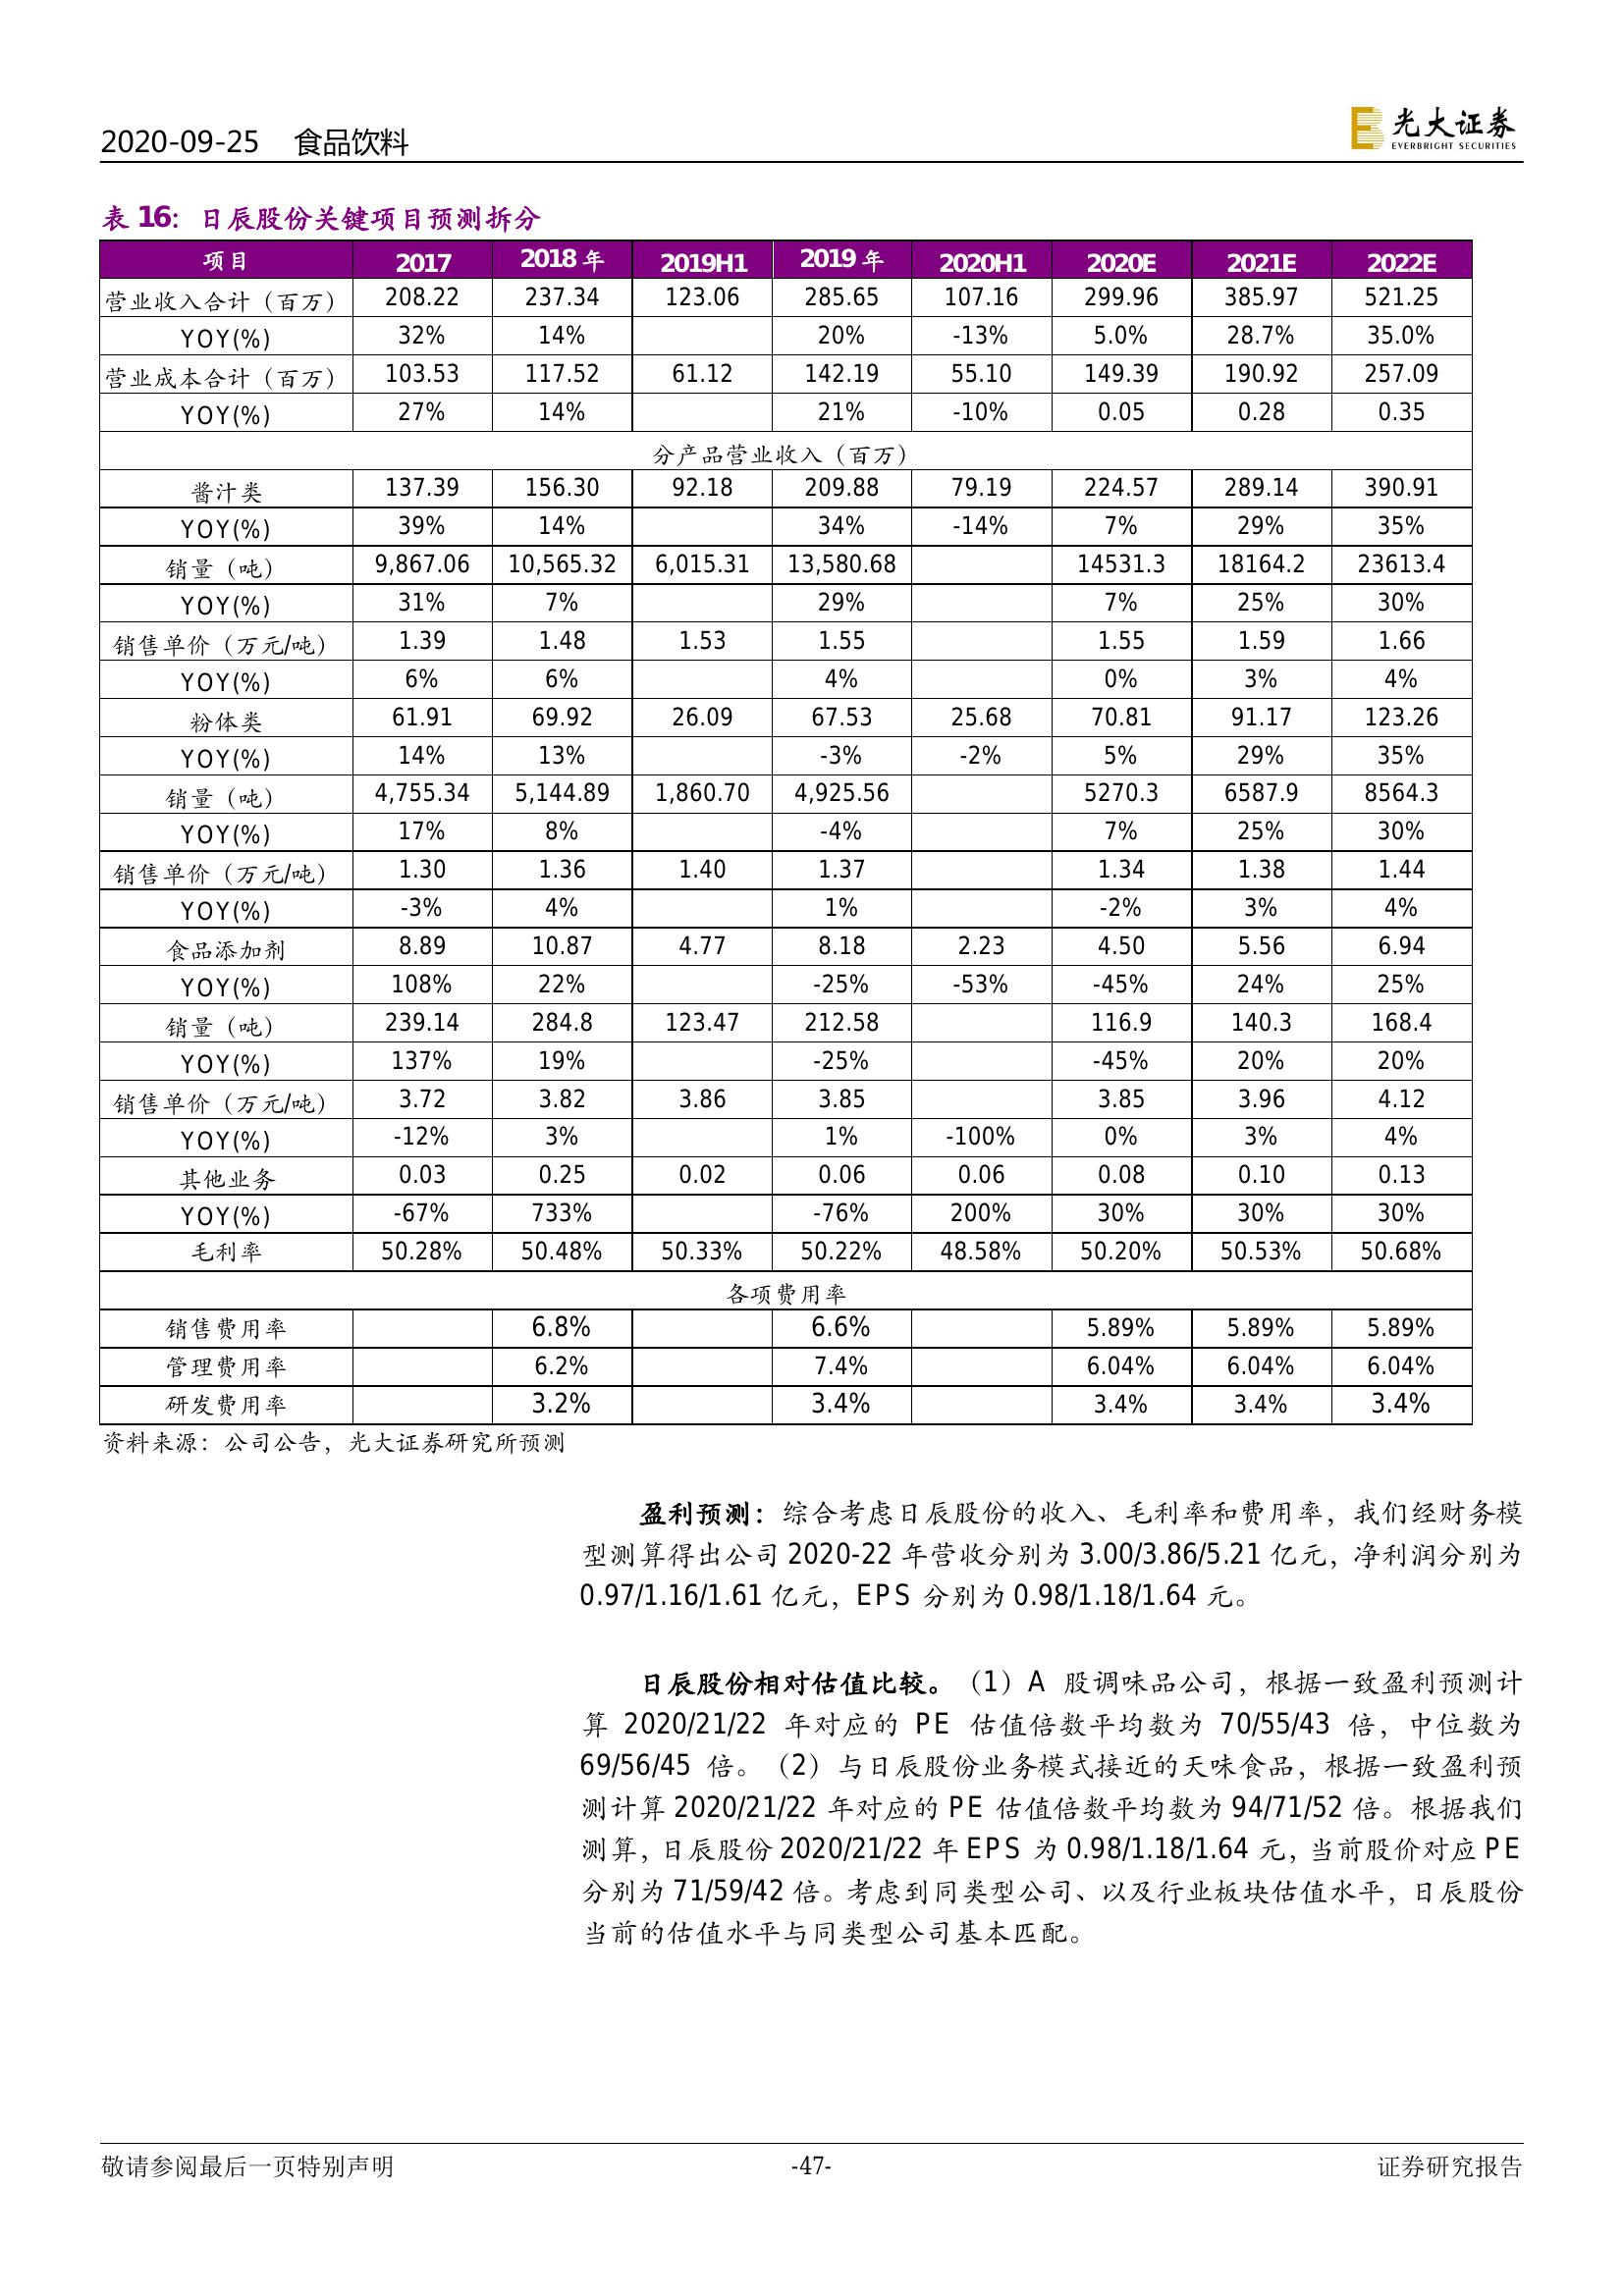 2020-09-25 食品饮料
光大证券
EVERBRIGHT SECURITIES
表 16：日辰股份关键项目预测拆分
项目 2017 2018 年 2019H1 2019 年 2020H1 2020E 2021E 2022E
营业收入合计（百万） 208.22 237.34 123.06 285.65 107.16 299.96 385.97 521.25
YOY(%) 32% 14% 20% -13% 5.0% 28.7% 35.0%
营业成本合计（百万） 103.53 117.52 61.12 142.19 55.10 149.39 190.92 257.09
YOY(%) 27% 14% 21% -10% 0.05 0.28 0.35
分产品营业收入（百万）
酱汁类 137.39 156.30 92.18 209.88 79.19 224.57 289.14 390.91
YOY(%) 39% 14% 34% -14% 7% 29% 35%
销量（吨） 9,867.06 10,565.32 6,015.31 13,580.68 14531.3 18164.2 23613.4
YOY(%) 31% 7% 29% 7% 25% 30%
销售单价（万元/吨） 1.39 1.48 1.53 1.55 1.55 1.59 1.66
YOY(%) 6% 6% 4% 0% 3% 4%
粉体类 61.91 69.92 26.09 67.53 25.68 70.81 91.17 123.26
YOY(%) 14% 13% -3% -2% 5% 29% 35%
销量（吨） 4,755.34 5,144.89 1,860.70 4,925.56 5270.3 6587.9 8564.3
YOY(%) 17% 8% -4% 7% 25% 30%
销售单价（万元/吨） 1.30 1.36 1.40 1.37 1.34 1.38 1.44
YOY(%) -3% 4% 1% -2% 3% 4%
食品添加剂 8.89 10.87 4.77 8.18 2.23 4.50 5.56 6.94
YOY(%) 108% 22% -25% -53% -45% 24% 25%
销量（吨） 239.14 284.8 123.47 212.58 116.9 140.3 168.4
YOY(%) 137% 19% -25% -45% 20% 20%
销售单价（万元/吨） 3.72 3.82 3.86 3.85 3.85 3.96 4.12
YOY(%) -12% 3% 1% -100% 0% 3% 4%
其他业务 0.03 0.25 0.02 0.06 0.06 0.08 0.10 0.13
YOY(%) -67% 733% -76% 200% 30% 30% 30%
毛利率 50.28% 50.48% 50.33% 50.22% 48.58% 50.20% 50.53% 50.68%
各项费用率
销售费用率 6.8% 6.6% 5.89% 5.89% 5.89%
管理费用率 6.2% 7.4% 6.04% 6.04% 6.04%
研发费用率 3.2% 3.4% 3.4% 3.4% 3.4%
资料来源：公司公告，光大证券研究所预测
盈利预测：综合考虑日辰股份的收入、毛利率和费用率，我们经财务模
型测算得出公司 2020-22 年营收分别为 3.00/3.86/5.21 亿元，净利润分别为
0.97/1.16/1.61 亿元，EPS 分别为 0.98/1.18/1.64 元。
日辰股份相对估值比较。（1）A 股调味品公司，根据一致盈利预测计
算 2020/21/22 年对应的 PE 估值倍数平均数为 70/55/43 倍，中位数为
69/56/45 倍。（2）与日辰股份业务模式接近的天味食品，根据一致盈利预
测计算 2020/21/22 年对应的 PE 估值倍数平均数为 94/71/52 倍。根据我们
测算，日辰股份 2020/21/22 年 EPS 为 0.98/1.18/1.64 元，当前股价对应 PE
分别为 71/59/42 倍。考虑到同类型公司、以及行业板块估值水平，日辰股份
当前的估值水平与同类型公司基本匹配。
敬请参阅最后一页特别声明 -47- 证券研究报告